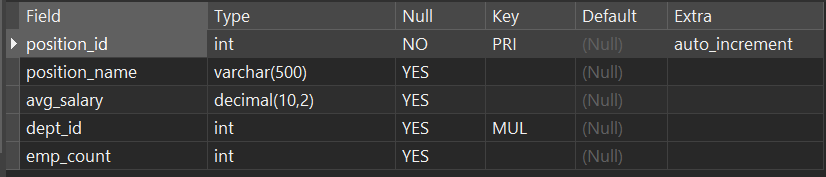 Field Type Null Key Default Extra
position_id int NO PRI (Null) auto_increment
position_name varchar(500) YES (Null)
avg_salary decimal(10,2) YES (Null)
dept_id int YES MUL (Null)
emp_count int YES (Null)